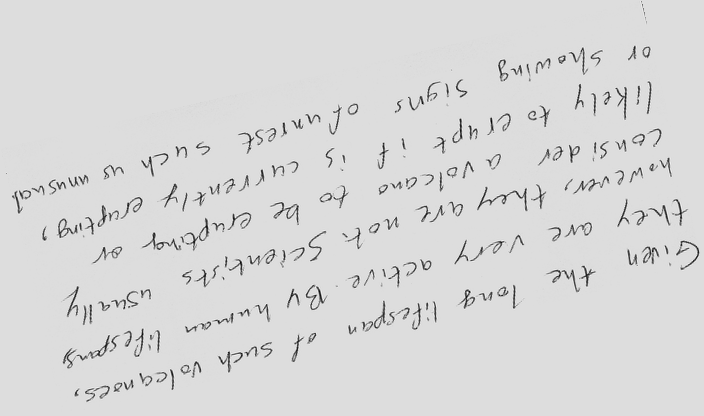 Given the long lifespan of such volcanoes,
they are very active. By human lifespans
however, they are not. Scientists usually
consider a volcano to be erupting or
likely to erupt if is currently erupting,
or showing signs of unrest such us unusual